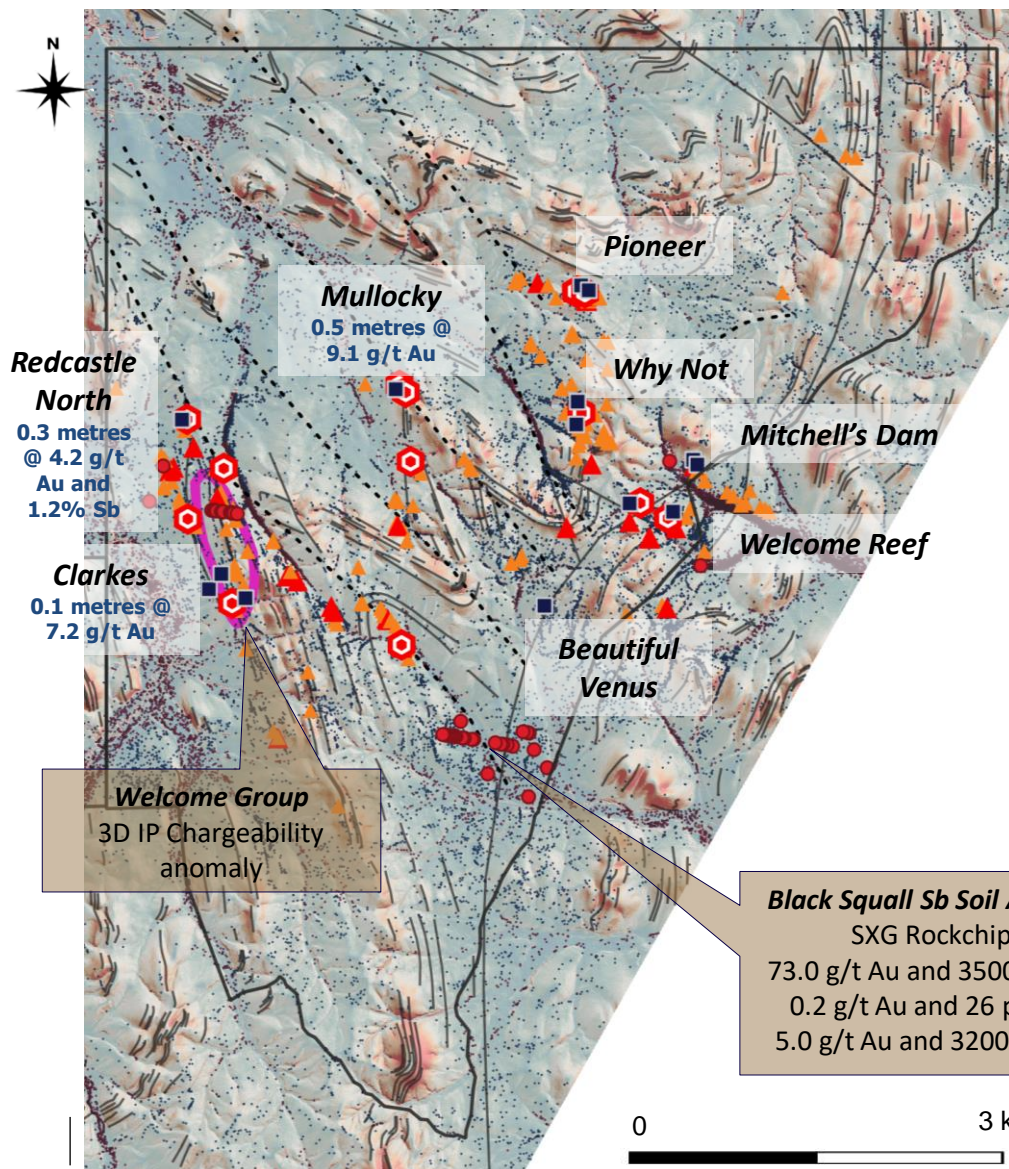 N
Pioneer
Mullocky
0.5 metres @
9.1 g/t Au
Redcastle
North
0.3 metres
@ 4.2 g/t
Au and
1.2% Sb
Why Not
Mitchell's Dam
Welcome Reef
Clarkes
0.1 metres @
7.2 g/t Au
Beautiful
Venus
Welcome Group
3D IP Chargeability
anomaly
Black Squall Sb Soil
SXG Rockchip
73.0 g/t Au and 3500
0.2 g/t Au and 26 p
5.0 g/t Au and 3200
0
3 k